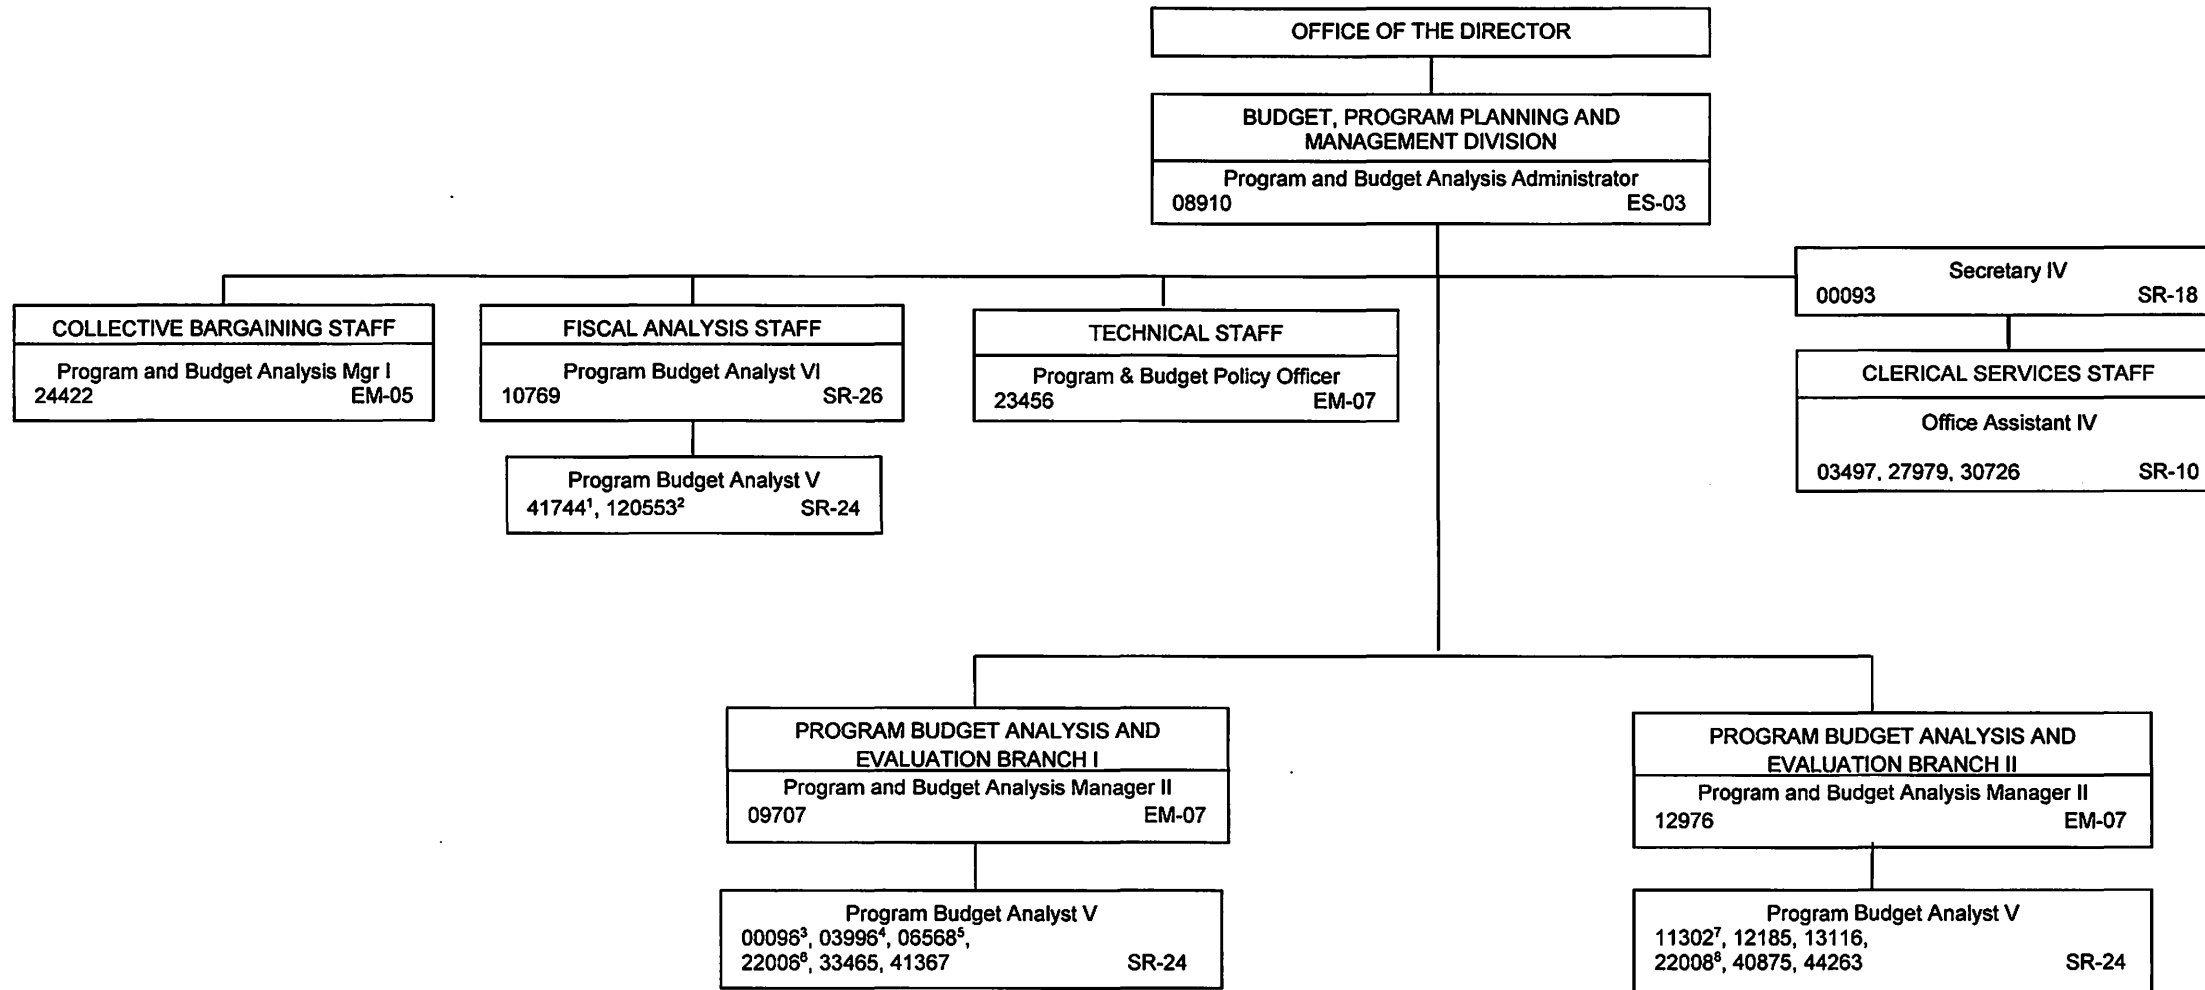 OFFICE OF THE DIRECTOR
BUDGET, PROGRAM PLANNING AND
MANAGEMENT DIVISION
Program and Budget Analysis Administrator
08910 ES-03
Secretary IV
00093 SR-18
COLLECTIVE BARGAINING STAFF
Program and Budget Analysis Mgr I
24422 EM-05
FISCAL ANALYSIS STAFF
Program Budget Analyst VI
10769 SR-26
TECHNICAL STAFF
Program & Budget Policy Officer
23456 EM-07
CLERICAL SERVICES STAFF
Office Assistant IV
03497, 27979, 30726 SR-10
Program Budget Analyst V
41744¹, 120553² SR-24
PROGRAM BUDGET ANALYSIS AND
EVALUATION BRANCH I
Program and Budget Analysis Manager II
09707 EM-07
PROGRAM BUDGET ANALYSIS AND
EVALUATION BRANCH II
Program and Budget Analysis Manager II
12976 EM-07
Program Budget Analyst V
00096³, 03996⁴, 06568⁵,
22006⁶, 33465, 41367 SR-24
Program Budget Analyst V
11302⁷, 12185, 13116,
22008⁸, 40875, 44263 SR-24